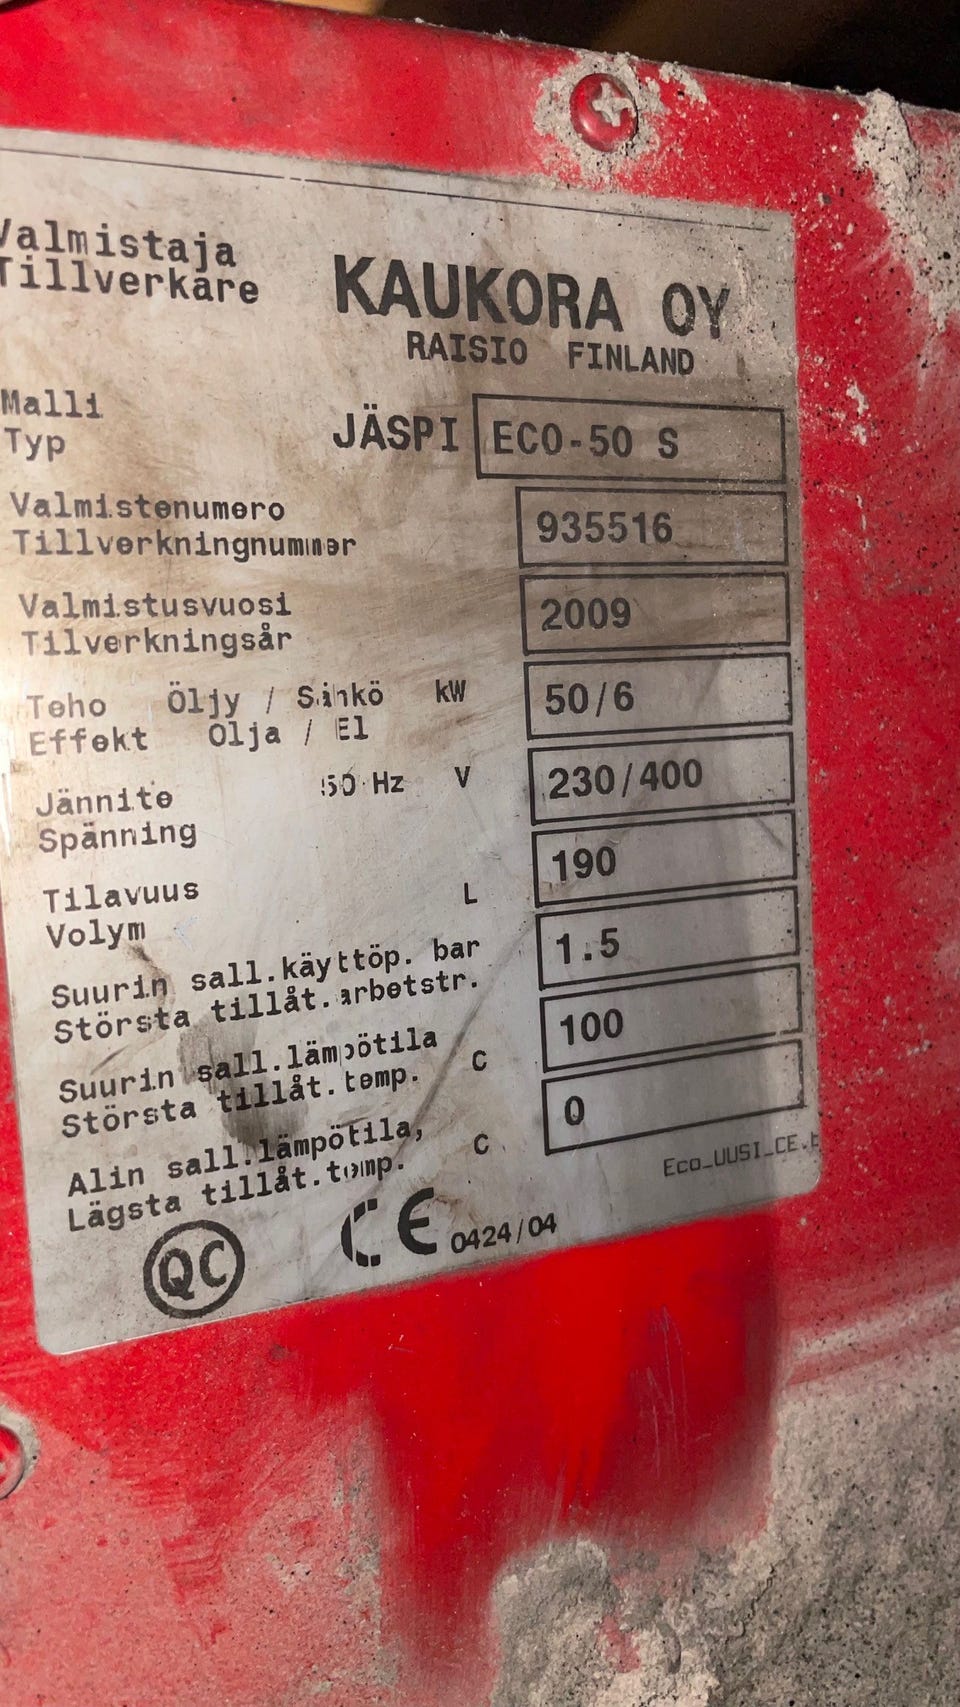 Valmistaja
Tillverkare
KAUKORA OY
RAISIO FINLAND
Malli
Typ
JÄSPI ECO-50 S
Valmistenumero
Tillverkningnummer
935516
Valmistusvuosi
Tilverkningsår
2009
Teho Öljy / Sähkö kW
Effekt Olja / El
50/6
Jännite 50 Hz V
Spänning
230/400
Tilavuus L
Volym
190
Suurin sall.käyttöp. bar
Största tillåt.arbetstr.
1.5
Suurin sall.lämpötila C
Största tillåt.temp.
100
Alin sall.lämpötila, C
Lägsta tillåt.temp.
0
Eco_UUSI_CE.t
QC CE 0424/04